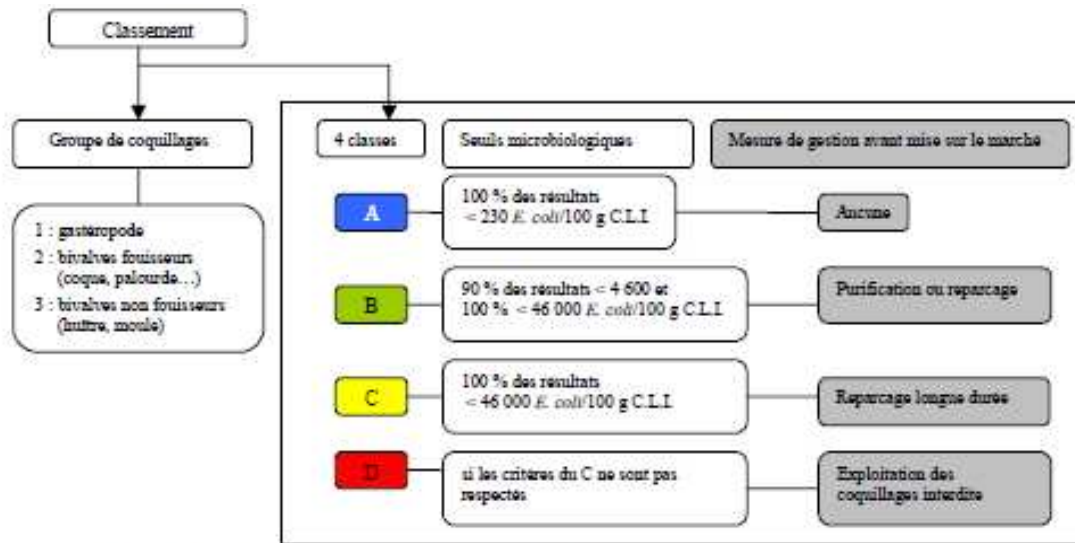 Classement
Groupe de coquillages
4 classes
Seuils microbiologiques
Mesure de gestion avant mise sur le marché
1 : gastéropode
2 : bivalves fouisseurs
(coque, palourde…)
3 : bivalves non fouisseurs
(huître, moule)
A
100 % des résultats
< 230 E. coli/100 g C.L.I.
Aucune
B
90 % des résultats < 4 600 et
100 % < 46 000 E. coli/100 g C.L.I.
Purification ou reparcage
C
100 % des résultats
< 46 000 E. coli/100 g C.L.I.
Reparcage longue durée
D
si les critères du C ne sont pas
respectés
Exploitation des
coquillages interdite